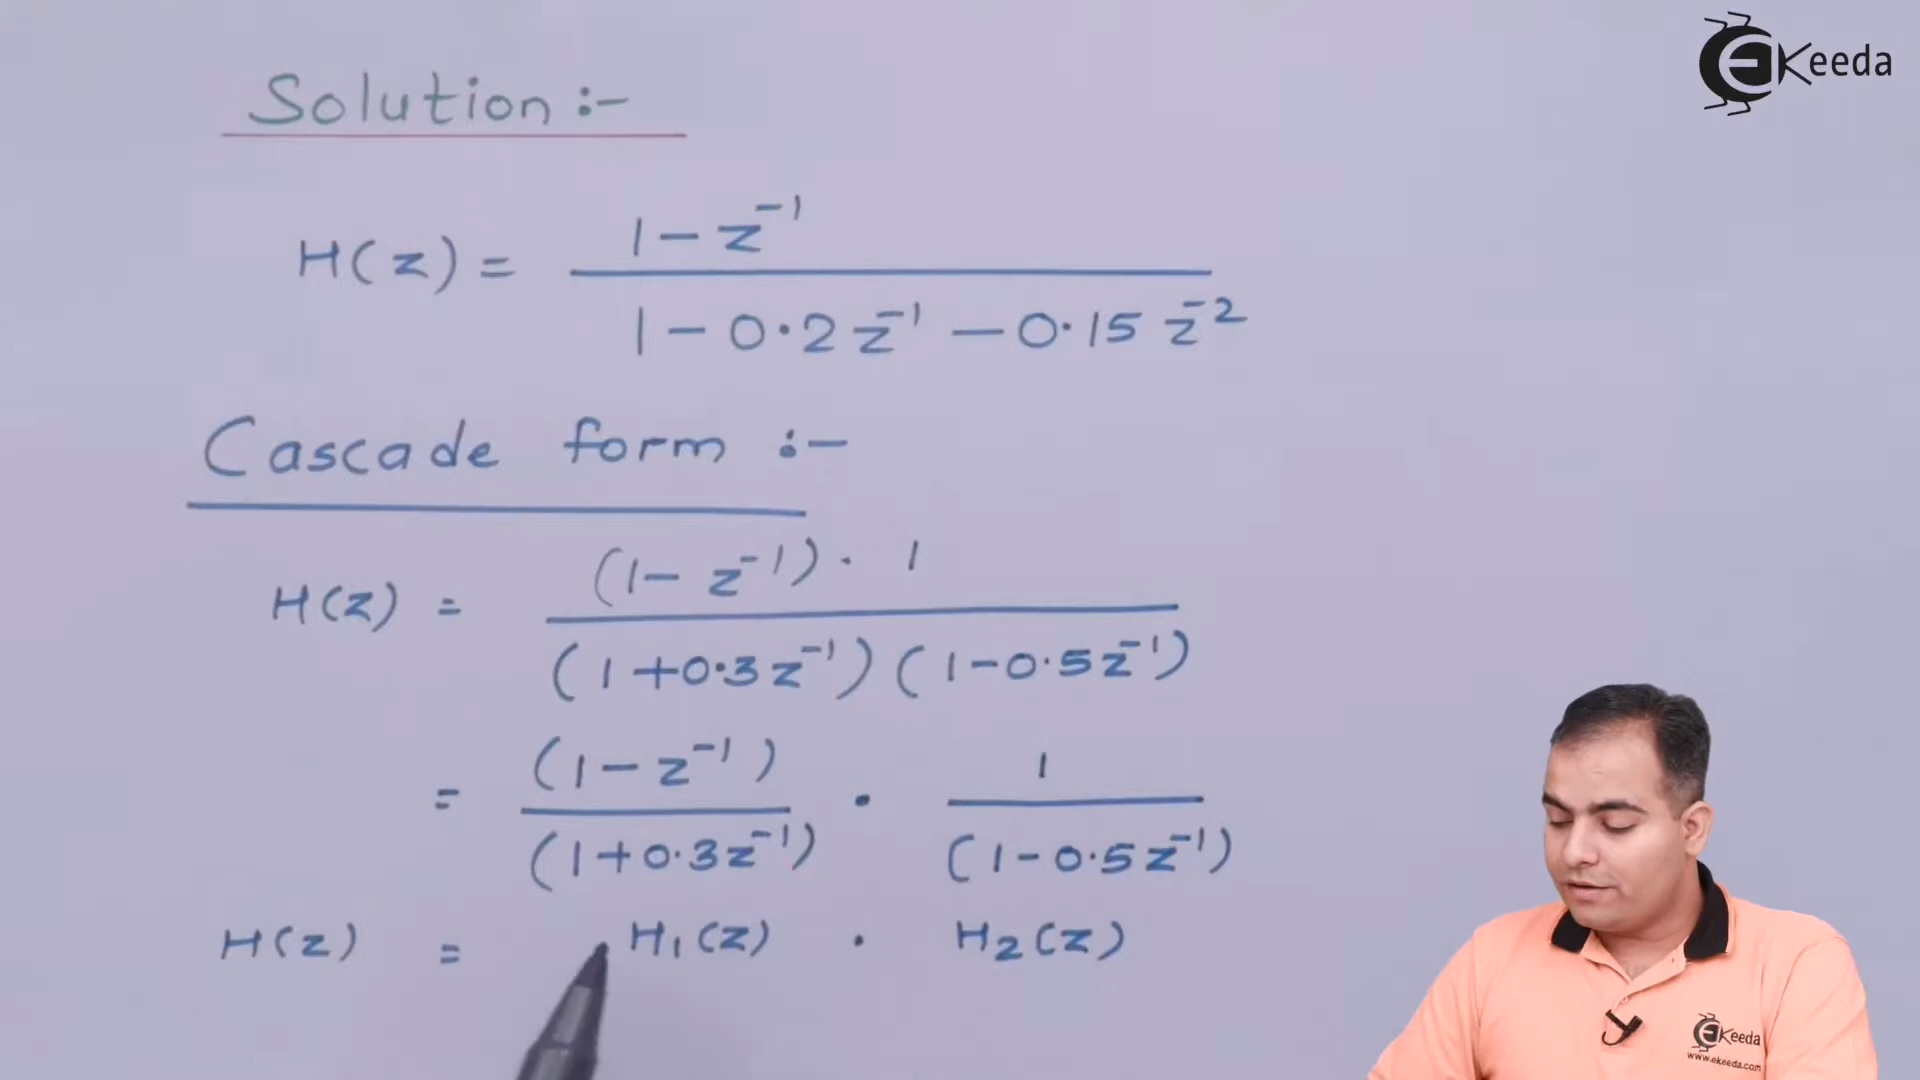 EKeeda
Solution :-
H(z) = (1 - z⁻¹) / (1 - 0.2z⁻¹ - 0.15z⁻²)
Cascade form :-
H(z) = (1 - z⁻¹) · 1 / (1 + 0.3z⁻¹)(1 - 0.5z⁻¹)
= (1 - z⁻¹) / (1 + 0.3z⁻¹) · 1 / (1 - 0.5z⁻¹)
H(z) = H₁(z) · H₂(z)
EKeeda
www.ekeeda.com